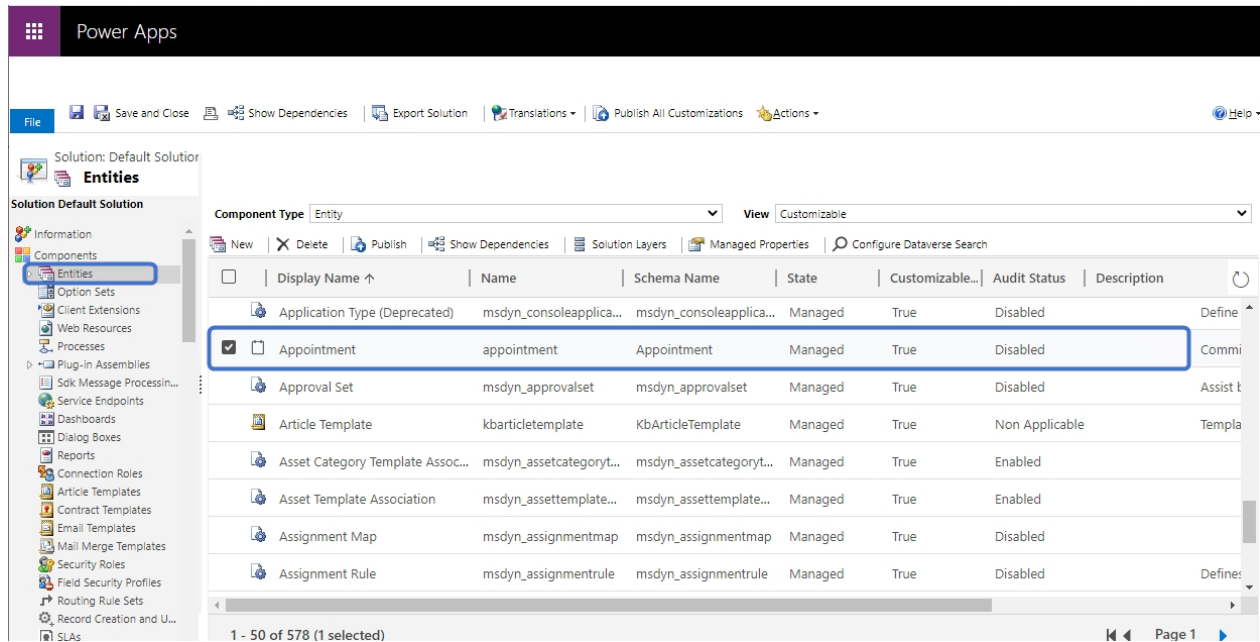 Power Apps
File Save and Close Show Dependencies Export Solution Translations Publish All Customizations Actions Help
Solution: Default Solution
Entities
Solution Default Solution
Information
Components
Entities
Option Sets
Client Extensions
Web Resources
Processes
Plug-in Assemblies
Sdk Message Processin...
Service Endpoints
Dashboards
Dialog Boxes
Reports
Connection Roles
Article Templates
Contract Templates
Email Templates
Mail Merge Templates
Security Roles
Field Security Profiles
Routing Rule Sets
Record Creation and U...
SLAs
Component Type Entity View Customizable
New Delete Publish Show Dependencies Solution Layers Managed Properties Configure Dataverse Search
Display Name ↑ Name Schema Name State Customizable... Audit Status Description
Application Type (Deprecated) msdyn_consoleapplica... msdyn_consoleapplica... Managed True Disabled Define
Appointment appointment Appointment Managed True Disabled Commi
Approval Set msdyn_approvalset msdyn_approvalset Managed True Disabled Assist
Article Template kbarticletemplate KbArticleTemplate Managed True Non Applicable Templa
Asset Category Template Assoc... msdyn_assetcategoryt... msdyn_assetcategoryt... Managed True Enabled
Asset Template Association msdyn_assettemplate... msdyn_assettemplate... Managed True Enabled
Assignment Map msdyn_assignmentmap msdyn_assignmentmap Managed True Disabled
Assignment Rule msdyn_assignmentrule msdyn_assignmentrule Managed True Disabled Defines
1 - 50 of 578 (1 selected) Page 1